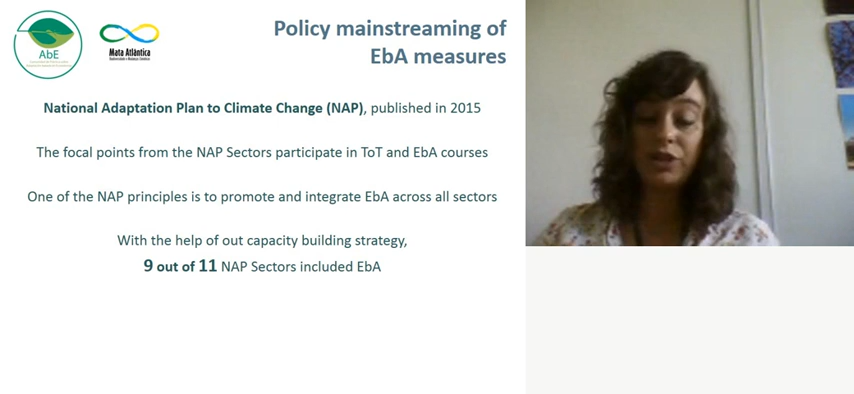 AbE
Mata Atlântica
Policy mainstreaming of
EbA measures
National Adaptation Plan to Climate Change (NAP), published in 2015
The focal points from the NAP Sectors participate in ToT and EbA courses
One of the NAP principles is to promote and integrate EbA across all sectors
With the help of out capacity building strategy,
9 out of 11 NAP Sectors included EbA